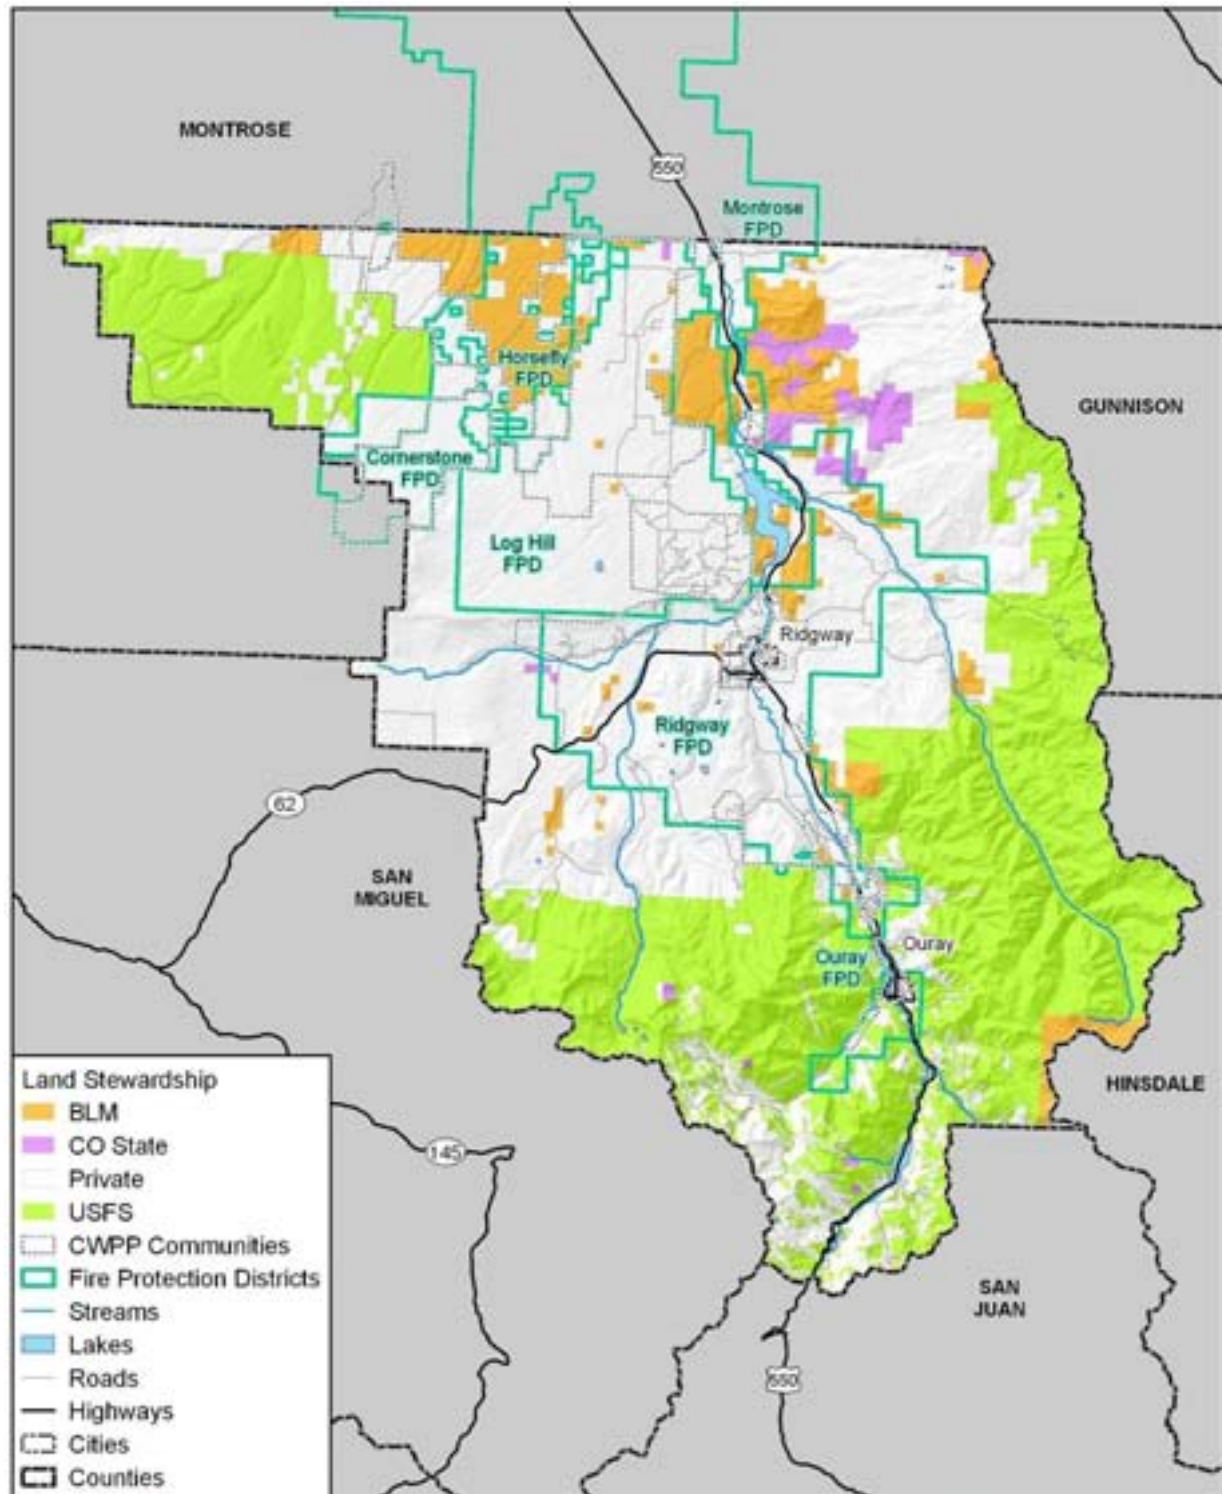 MONTROSE
550
Montrose
FPD
Horsefly
FPD
GUNNISON
Cornerstone
FPD
Log Hill
FPD
Ridgway
Ridgway
FPD
62
SAN
MIGUEL
Ouray
Ouray
FPD
HINSDALE
145
SAN
JUAN
550
Land Stewardship
BLM
CO State
Private
USFS
CWPP Communities
Fire Protection Districts
Streams
Lakes
Roads
Highways
Cities
Counties